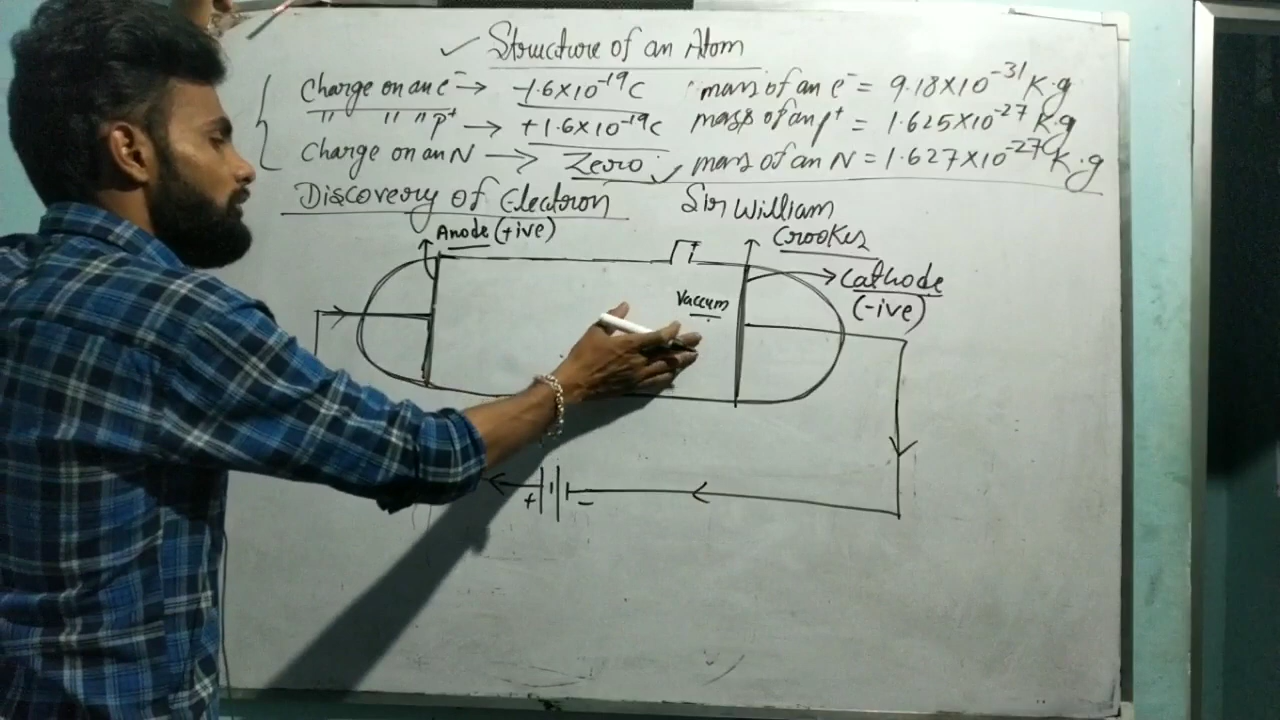 ✓ Structure of an Atom
Charge on an e⁻ → -1.6×10⁻¹⁹C mass of an e⁻ = 9.18×10⁻³¹ K.g
" " " p⁺ → +1.6×10⁻¹⁹C mass of an p⁺ = 1.625×10⁻²⁷ K.g
Charge on an N → Zero ✓ mass of an N = 1.627×10⁻²⁷ K.g
Discovery of Electron Sir William
Crookes
Anode (+ive)
Cathode
(-ive)
Vaccum
+ -